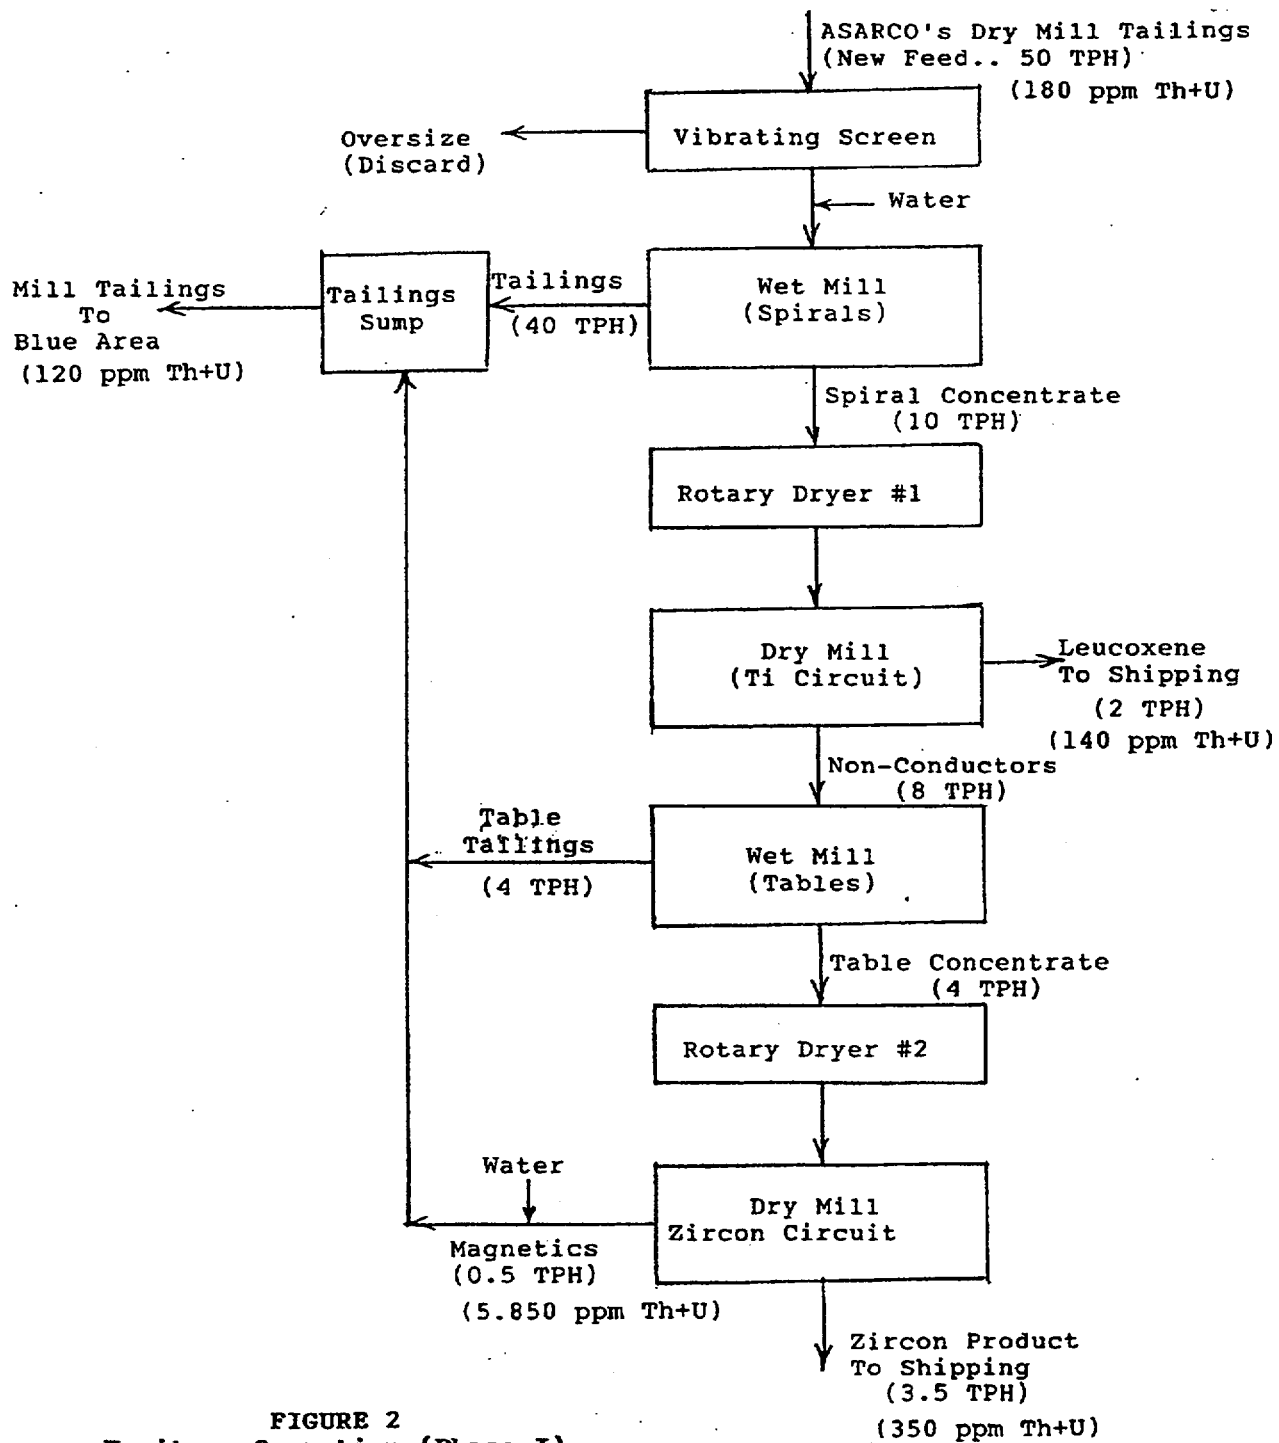 ASARCO's Dry Mill Tailings
(New Feed.. 50 TPH)
(180 ppm Th+U)
Vibrating Screen
Oversize
(Discard)
Water
Wet Mill
(Spirals)
Tailings
(40 TPH)
Tailings
Sump
Mill Tailings
To
Blue Area
(120 ppm Th+U)
Spiral Concentrate
(10 TPH)
Rotary Dryer #1
Dry Mill
(Ti Circuit)
Leucoxene
To Shipping
(2 TPH)
(140 ppm Th+U)
Non-Conductors
(8 TPH)
Table
Tailings
(4 TPH)
Wet Mill
(Tables)
Table Concentrate
(4 TPH)
Rotary Dryer #2
Water
Dry Mill
Zircon Circuit
Magnetics
(0.5 TPH)
(5.850 ppm Th+U)
Zircon Product
To Shipping
(3.5 TPH)
(350 ppm Th+U)
FIGURE 2
(Phase I)